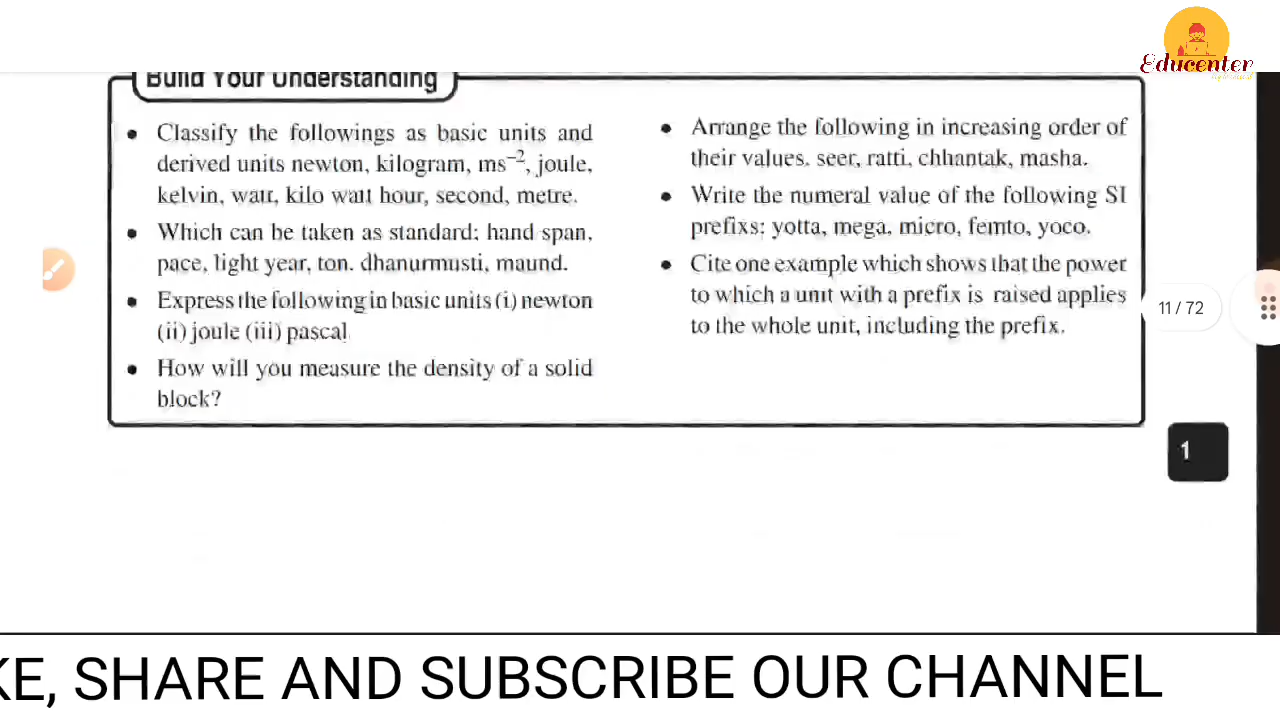 Educenter
Build Your Understanding
• Classify the followings as basic units and
derived units newton, kilogram, ms⁻², joule,
kelvin, watt, kilo watt hour, second, metre.
• Which can be taken as standard: hand span,
pace, light year, ton. dhanurmusti, maund.
• Express the following in basic units (i) newton
(ii) joule (iii) pascal
• How will you measure the density of a solid
block?
• Arrange the following in increasing order of
their values. seer, ratti, chhantak, masha.
• Write the numeral value of the following SI
prefixs: yotta, mega, micro, femto, yoco.
• Cite one example which shows that the power
to which a unit with a prefix is raised applies
to the whole unit, including the prefix.
11 / 72
1
KE, SHARE AND SUBSCRIBE OUR CHANNEL